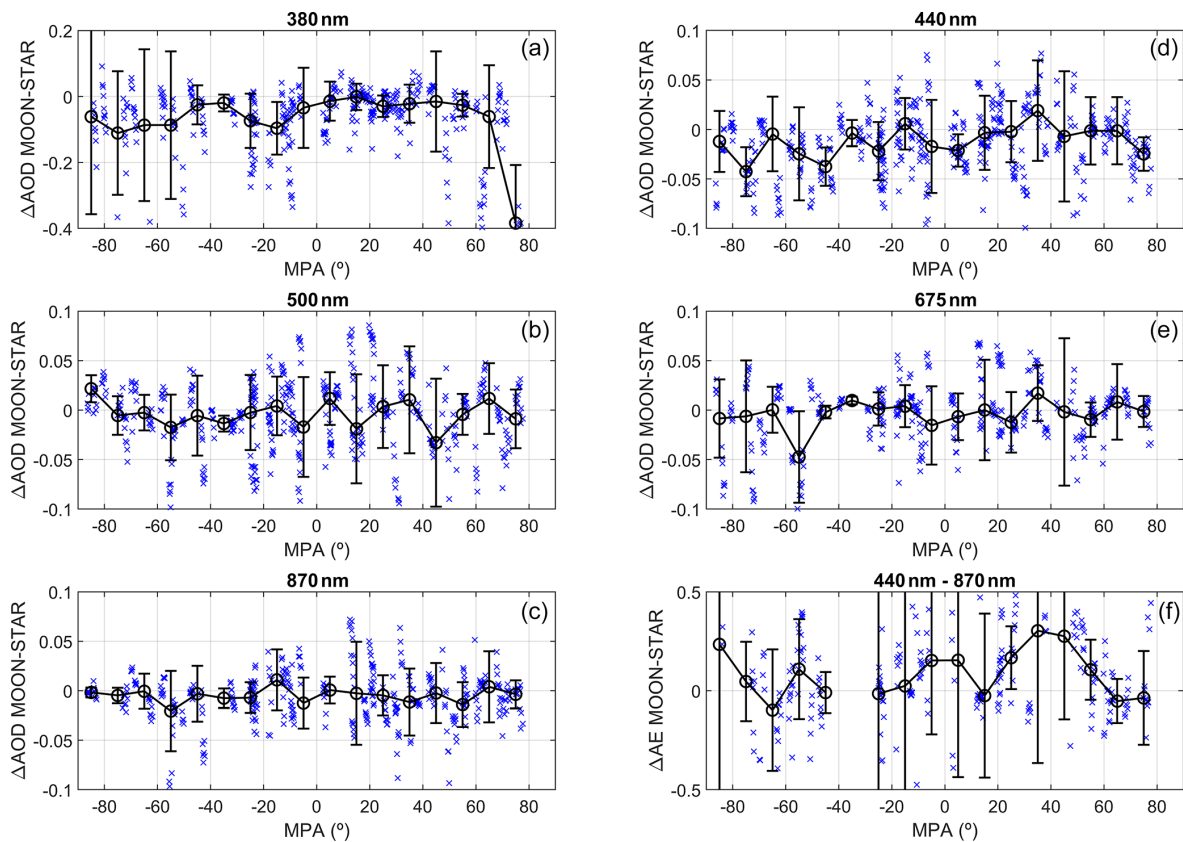 380 nm
(a)
0.2
0
-0.2
-0.4
ΔAOD MOON-STAR
-80 -60 -40 -20 0 20 40 60 80
MPA (º)
440 nm
(d)
0.1
0.05
0
-0.05
-0.1
ΔAOD MOON-STAR
-80 -60 -40 -20 0 20 40 60 80
MPA (º)
500 nm
(b)
0.1
0.05
0
-0.05
-0.1
ΔAOD MOON-STAR
-80 -60 -40 -20 0 20 40 60 80
MPA (º)
675 nm
(e)
0.1
0.05
0
-0.05
-0.1
ΔAOD MOON-STAR
-80 -60 -40 -20 0 20 40 60 80
MPA (º)
870 nm
(c)
0.1
0.05
0
-0.05
-0.1
ΔAOD MOON-STAR
-80 -60 -40 -20 0 20 40 60 80
MPA (º)
440 nm - 870 nm
(f)
0.5
0
-0.5
ΔAE MOON-STAR
-80 -60 -40 -20 0 20 40 60 80
MPA (º)